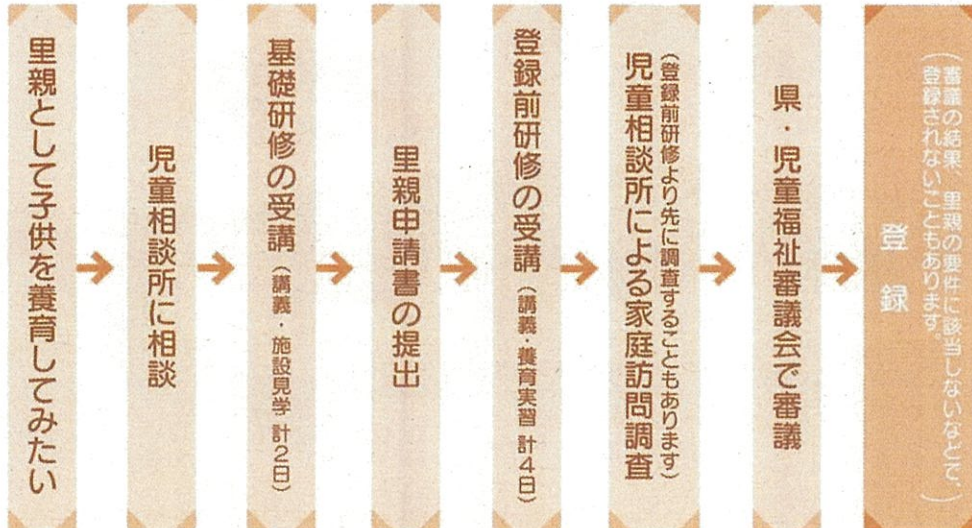 里親として子供を養育してみたい
児童相談所に相談
基礎研修の受講（講義・施設見学 計2日）
里親申請書の提出
登録前研修の受講（講義・養育実習 計4日）
（登録前研修より先に調査することもあります）
児童相談所による家庭訪問調査
県・児童福祉審議会で審議
（審議の結果、里親の要件に該当しないなどで、
登録されないこともあります。）
登録